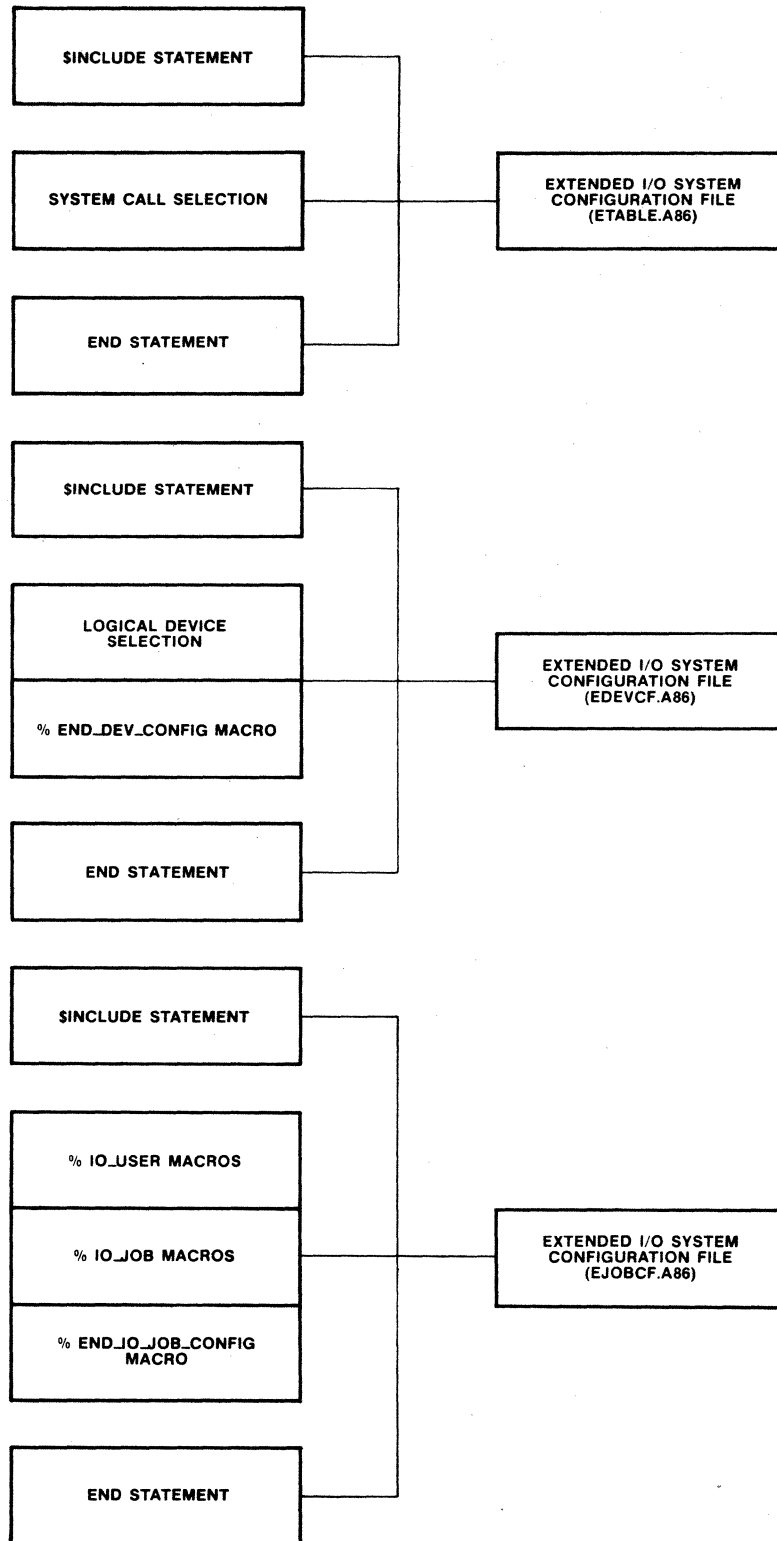 $INCLUDE STATEMENT
SYSTEM CALL SELECTION
EXTENDED I/O SYSTEM
CONFIGURATION FILE
(ETABLE.A86)
END STATEMENT
$INCLUDE STATEMENT
LOGICAL DEVICE
SELECTION
% END_DEV_CONFIG MACRO
EXTENDED I/O SYSTEM
CONFIGURATION FILE
(EDEVCF.A86)
END STATEMENT
$INCLUDE STATEMENT
% IO_USER MACROS
% IO_JOB MACROS
% END_IO_JOB_CONFIG
MACRO
EXTENDED I/O SYSTEM
CONFIGURATION FILE
(EJOBCF.A86)
END STATEMENT